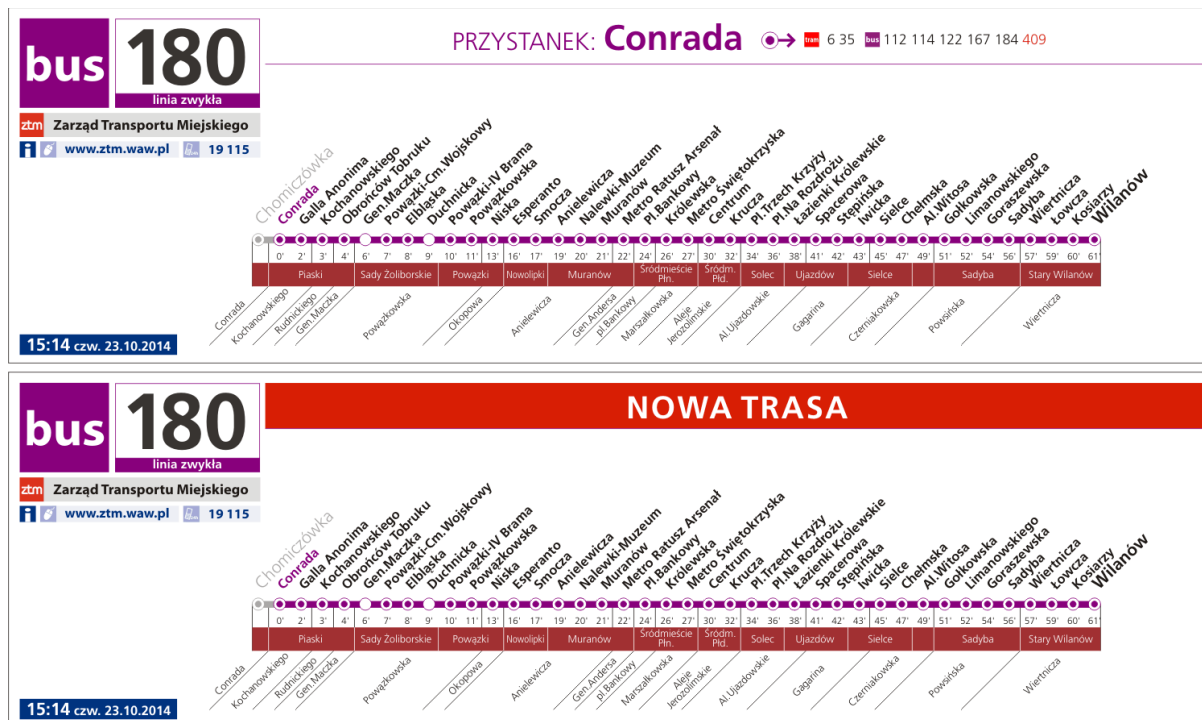 bus
180
linia zwykła
ztm Zarząd Transportu Miejskiego
www.ztm.waw.pl 19 115
PRZYSTANEK: Conrada tram 6 35 bus 112 114 122 167 184 409
Chomiczówka
Conrada
Galla Anonima
Kochanowskiego
Obrońców Tobruku
Gen.Maczka
Powązki-Cm.Wojskowy
Elbląska
Duchnicka
Powązki-IV Brama
Powązkowska
Niska
Esperanto
Smocza
Anielewicza
Nalewki-Muzeum
Muranów
Metro Ratusz Arsenał
Pl.Bankowy
Królewska
Metro Świętokrzyska
Centrum
Krucza
Pl.Trzech Krzyży
Pl.Na Rozdrożu
Łazienki Królewskie
Spacerowa
Stępińska
Iwicka
Sielce
Chełmska
Al.Witosa
Gołkowska
Limanowskiego
Goraszewska
Sadyba
Wiertnicza
Łowcza
Kosiarzy
Wilanów
0' 2' 3' 4' 6' 7' 8' 9' 10' 11' 13' 16' 17' 19' 20' 21' 22' 24' 26' 27' 30' 32' 34' 36' 38' 41' 42' 43' 45' 47' 49' 51' 52' 54' 56' 57' 59' 60' 61'
Piaski Sady Żoliborskie Powązki Nowolipki Muranów Śródmieście Płn. Śródm. Płd. Solec Ujazdów Sielce Sadyba Stary Wilanów
Conrada
Kochanowskiego
Rudnickiego
Gen.Maczka
Powązkowska
Okopowa
Anielewicza
Gen.Andersa
pl.Bankowy
Marszałkowska
Aleje
Jerozolimskie
Al.Ujazdowskie
Gagarina
Czerniakowska
Powsińska
Wiertnicza
15:14 czw. 23.10.2014
bus
180
linia zwykła
ztm Zarząd Transportu Miejskiego
www.ztm.waw.pl 19 115
NOWA TRASA
Chomiczówka
Conrada
Galla Anonima
Kochanowskiego
Obrońców Tobruku
Gen.Maczka
Powązki-Cm.Wojskowy
Elbląska
Duchnicka
Powązki-IV Brama
Powązkowska
Niska
Esperanto
Smocza
Anielewicza
Nalewki-Muzeum
Muranów
Metro Ratusz Arsenał
Pl.Bankowy
Królewska
Metro Świętokrzyska
Centrum
Krucza
Pl.Trzech Krzyży
Pl.Na Rozdrożu
Łazienki Królewskie
Spacerowa
Stępińska
Iwicka
Sielce
Chełmska
Al.Witosa
Gołkowska
Limanowskiego
Goraszewska
Sadyba
Wiertnicza
Łowcza
Kosiarzy
Wilanów
0' 2' 3' 4' 6' 7' 8' 9' 10' 11' 13' 16' 17' 19' 20' 21' 22' 24' 26' 27' 30' 32' 34' 36' 38' 41' 42' 43' 45' 47' 49' 51' 52' 54' 56' 57' 59' 60' 61'
Piaski Sady Żoliborskie Powązki Nowolipki Muranów Śródmieście Płn. Śródm. Płd. Solec Ujazdów Sielce Sadyba Stary Wilanów
Conrada
Kochanowskiego
Rudnickiego
Gen.Maczka
Powązkowska
Okopowa
Anielewicza
Gen.Andersa
pl.Bankowy
Marszałkowska
Aleje
Jerozolimskie
Al.Ujazdowskie
Gagarina
Czerniakowska
Powsińska
Wiertnicza
15:14 czw. 23.10.2014